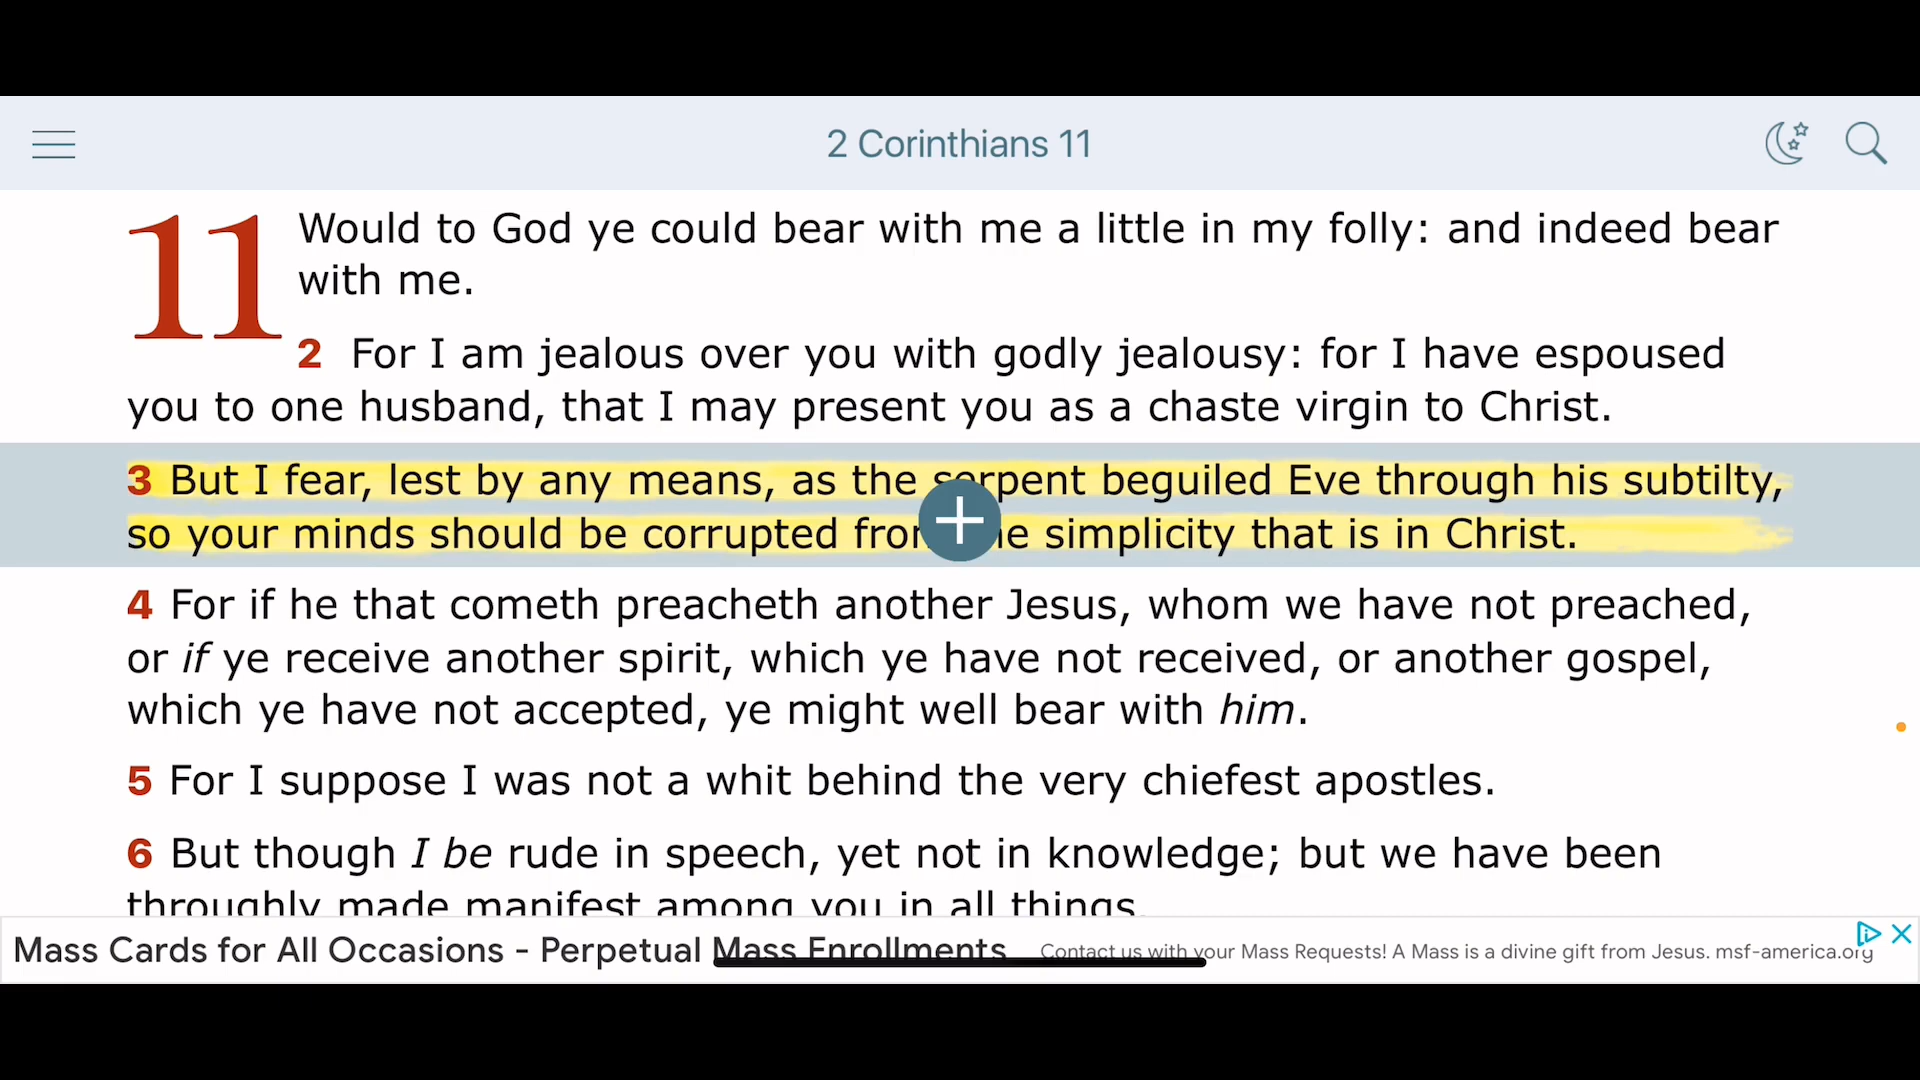 2 Corinthians 11
11 Would to God ye could bear with me a little in my folly: and indeed bear
with me.
2 For I am jealous over you with godly jealousy: for I have espoused
you to one husband, that I may present you as a chaste virgin to Christ.
3 But I fear, lest by any means, as the serpent beguiled Eve through his subtilty,
so your minds should be corrupted from the simplicity that is in Christ.
4 For if he that cometh preacheth another Jesus, whom we have not preached,
or if ye receive another spirit, which ye have not received, or another gospel,
which ye have not accepted, ye might well bear with him.
5 For I suppose I was not a whit behind the very chiefest apostles.
6 But though I be rude in speech, yet not in knowledge; but we have been
throughly made manifest among you in all things.
Mass Cards for All Occasions - Perpetual Mass Enrollments Contact us with your Mass Requests! A Mass is a divine gift from Jesus. msf-america.org